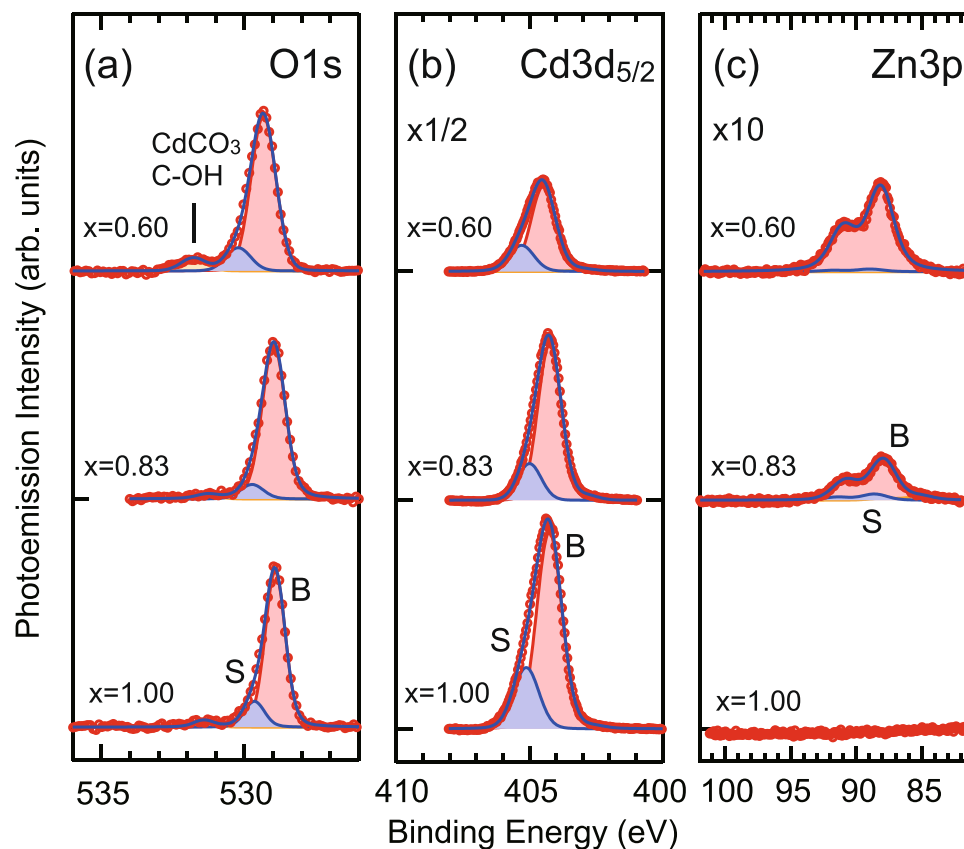 Photoemission Intensity (arb. units)
(a) O1s
CdCO₃
C-OH
x=0.60
x=0.83
B
S
x=1.00
535 530
(b) Cd3d₅/₂
x1/2
x=0.60
x=0.83
B
S
x=1.00
410 405 400
(c) Zn3p
x10
x=0.60
B
x=0.83
S
x=1.00
100 95 90 85
Binding Energy (eV)